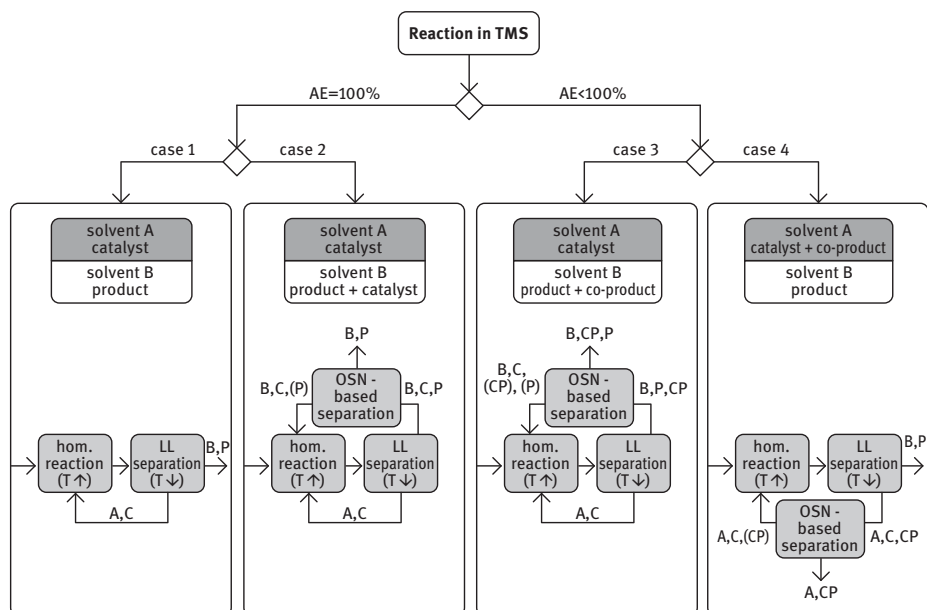 Reaction in TMS
AE=100%
AE<100%
case 1
case 2
case 3
case 4
solvent A
catalyst
solvent B
product
hom.
reaction
(T↑)
LL
separation
(T↓)
B,P
A,C
solvent A
catalyst
solvent B
product + catalyst
B,P
B,C,(P)
OSN -
based
separation
B,C,P
hom.
reaction
(T↑)
LL
separation
(T↓)
A,C
solvent A
catalyst
solvent B
product + co-product
B,CP,P
B,C,
(CP), (P)
OSN -
based
separation
B,P,CP
hom.
reaction
(T↑)
LL
separation
(T↓)
A,C
solvent A
catalyst + co-product
solvent B
product
hom.
reaction
(T↑)
LL
separation
(T↓)
B,P
A,C,(CP)
OSN -
based
separation
A,C,CP
A,CP